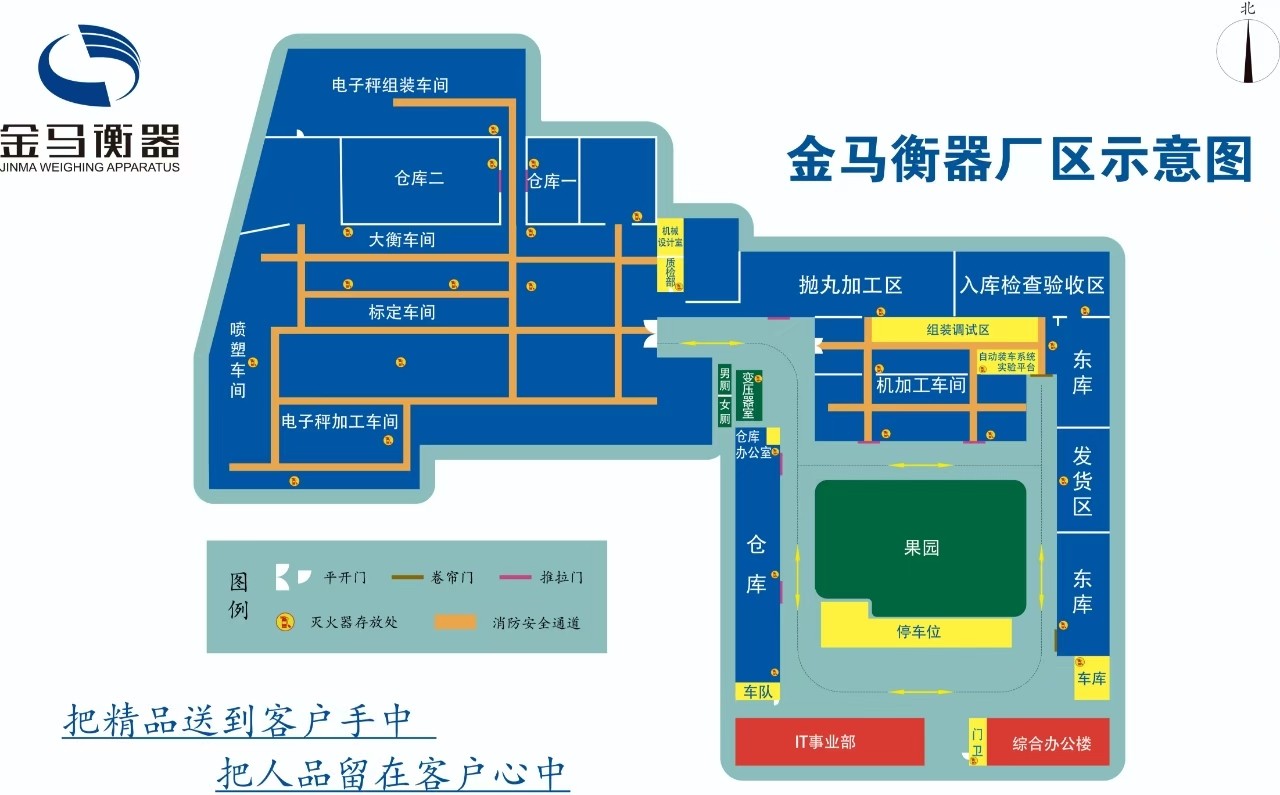 北
金马衡器
JINMA WEIGHING APPARATUS
金马衡器厂区示意图
电子秤组装车间
仓库二
仓库一
大衡车间
机械
设计室
质检部
标定车间
喷塑车间
电子秤加工车间
抛丸加工区
入库检查验收区
组装调试区
自动装车系统
实验平台
机加工车间
东库
男厕
女厕
变压器室
仓库
办公室
发货区
仓库
果园
东库
停车位
车库
车队
IT事业部
门卫
综合办公楼
图例
平开门
卷帘门
推拉门
灭火器存放处
消防安全通道
把精品送到客户手中
把人品留在客户心中